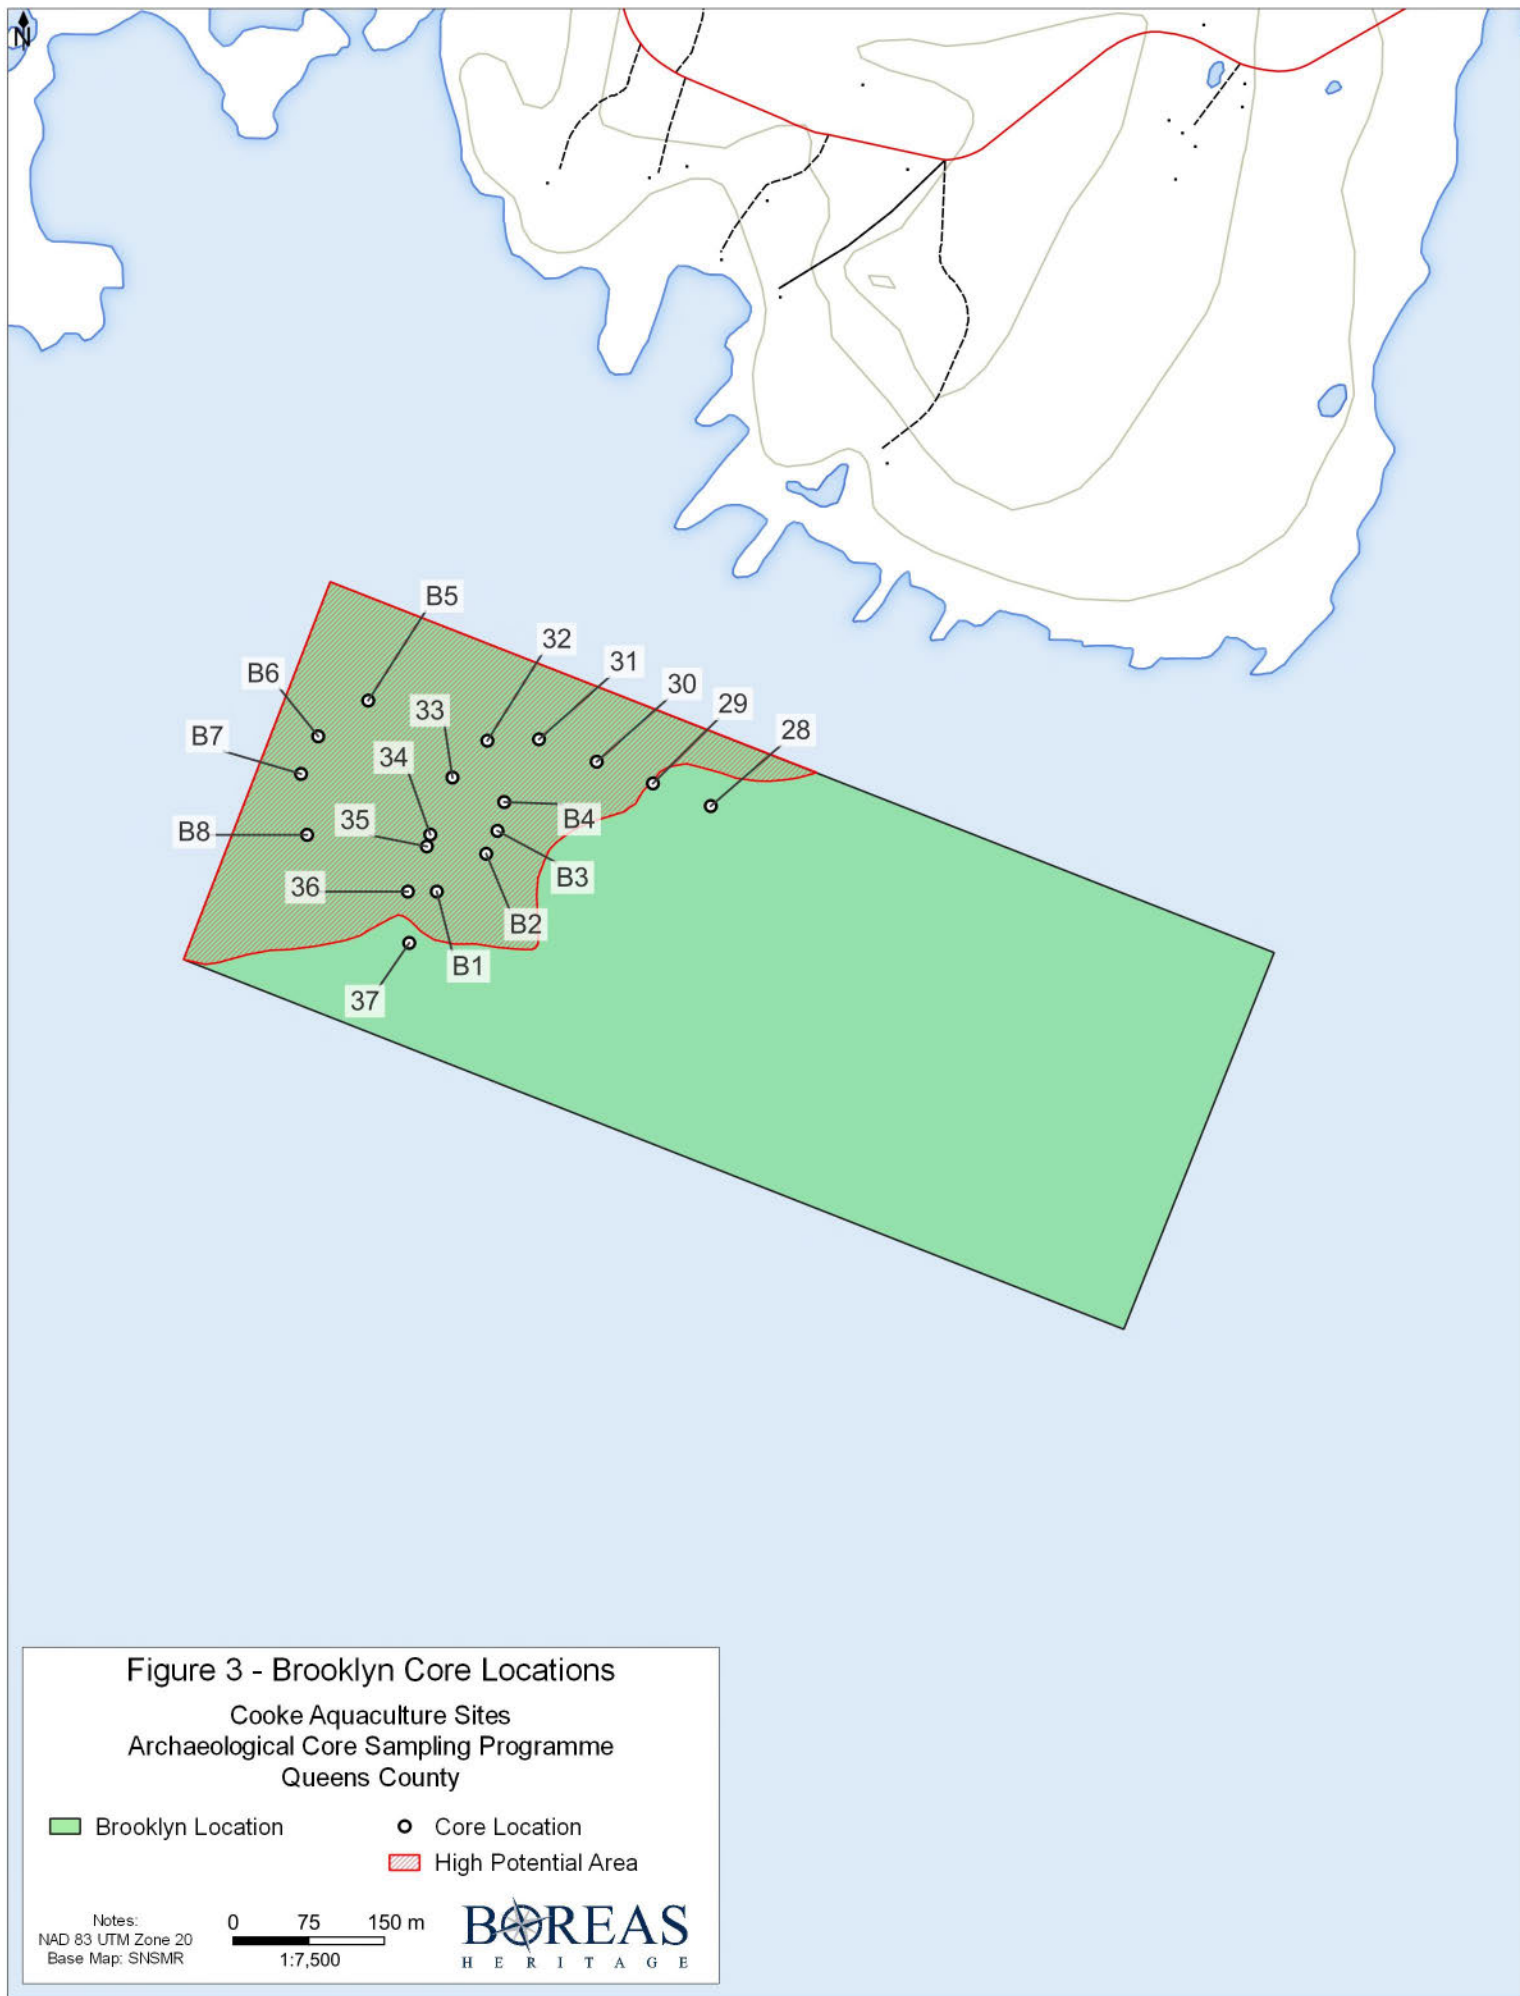 N
B5
32
31
B6
30
33
29
B7
28
34
35
B4
B8
B3
36
B2
B1
37
Figure 3 - Brooklyn Core Locations
Cooke Aquaculture Sites
Archaeological Core Sampling Programme
Queens County
Brooklyn Location
Core Location
High Potential Area
Notes:
NAD 83 UTM Zone 20
Base Map: SNSMR
0 75 150 m
1:7,500
BOREAS
HERITAGE